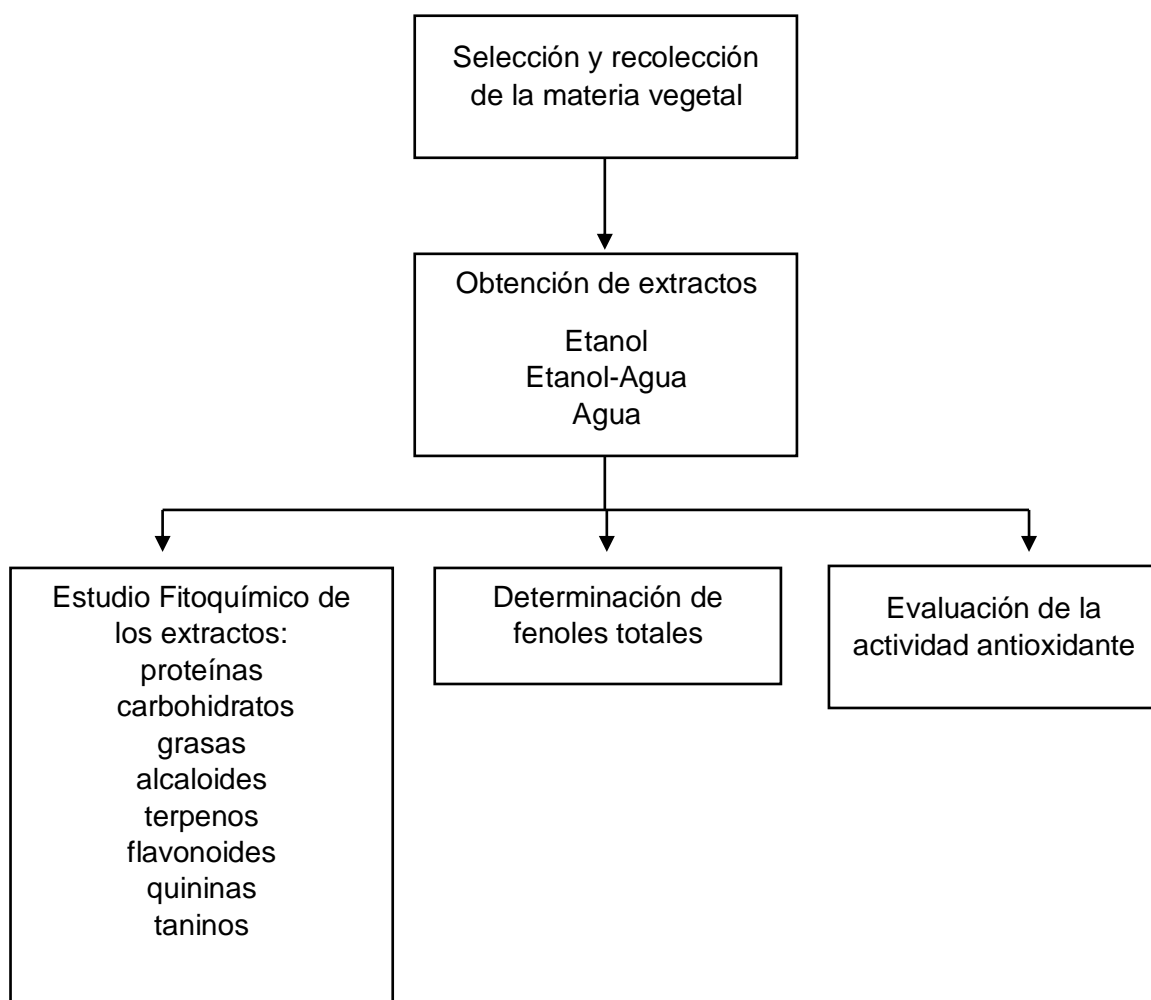 Selección y recolección
de la materia vegetal
Obtención de extractos
Etanol
Etanol-Agua
Agua
Estudio Fitoquímico de
los extractos:
proteínas
carbohidratos
grasas
alcaloides
terpenos
flavonoides
quininas
taninos
Determinación de
fenoles totales
Evaluación de la
actividad antioxidante